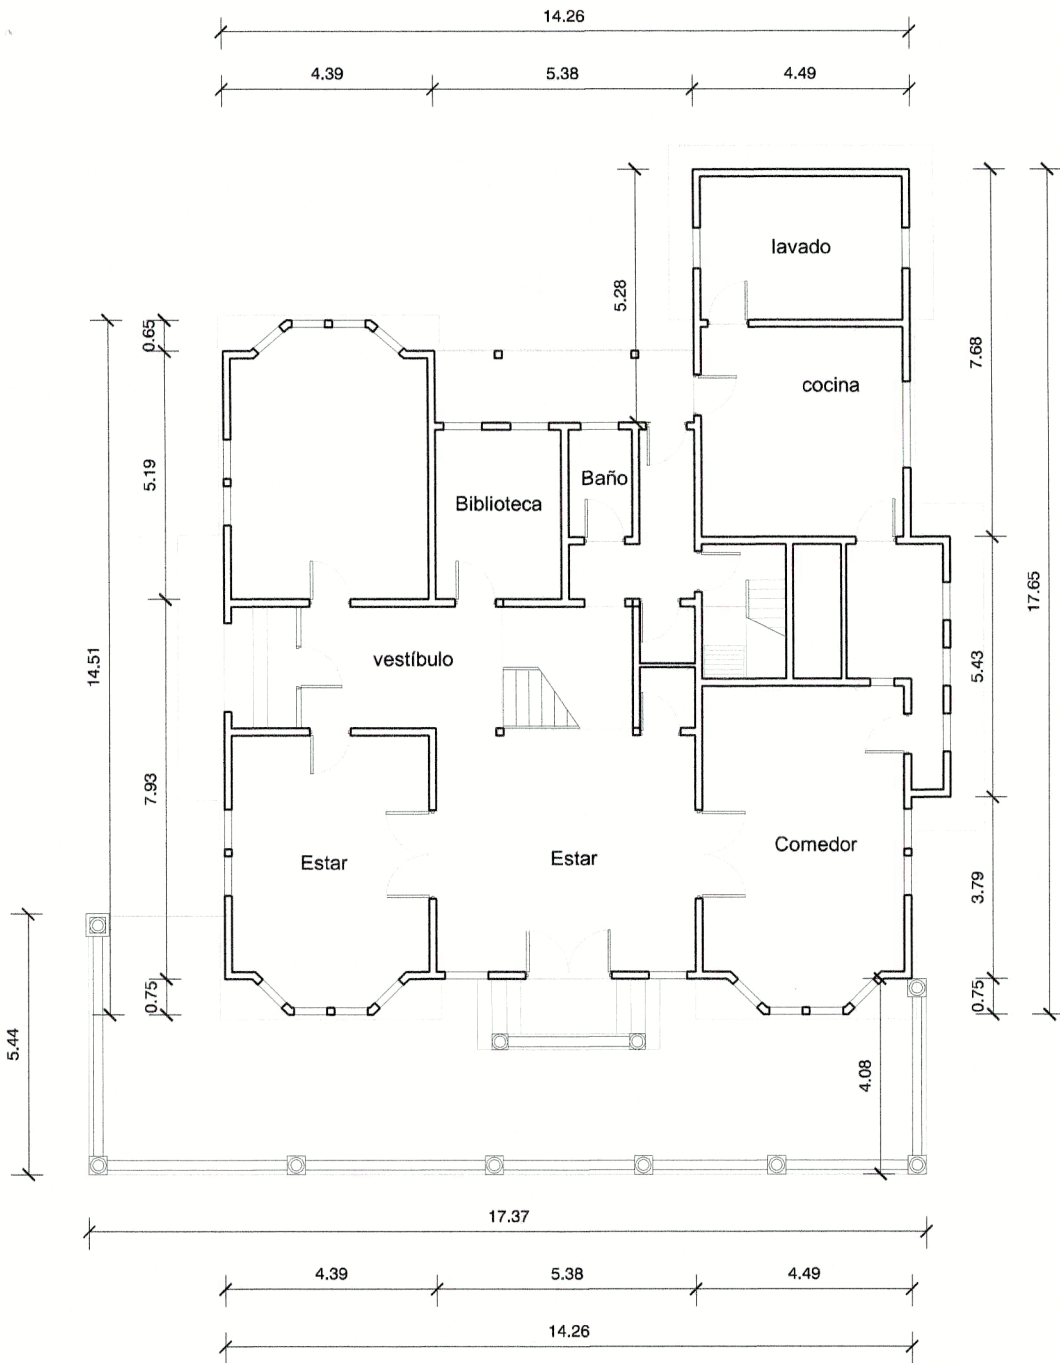 14.26
4.39
5.38
4.49
lavado
5.28
0.65
7.68
cocina
5.19
Baño
Biblioteca
17.65
14.51
vestíbulo
5.43
7.93
Estar
Estar
Comedor
3.79
0.75
0.75
5.44
4.08
17.37
4.39
5.38
4.49
14.26